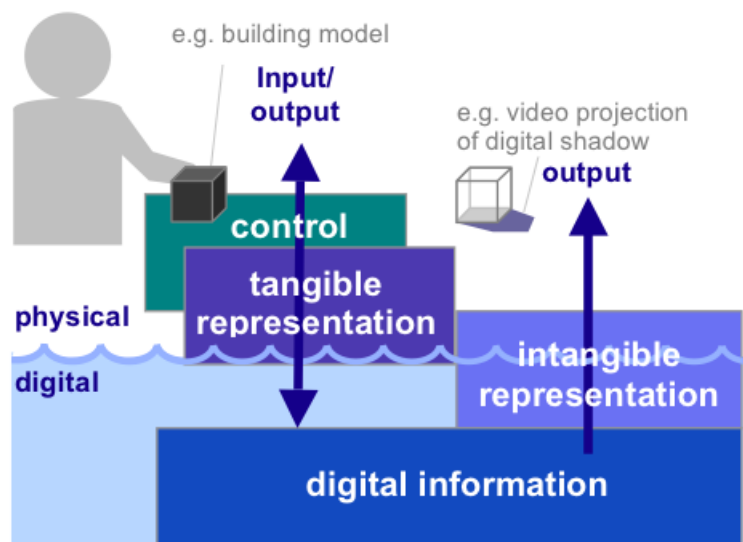 e.g. building model
Input/
output
e.g. video projection
of digital shadow
output
control
tangible
representation
physical
digital
intangible
representation
digital information